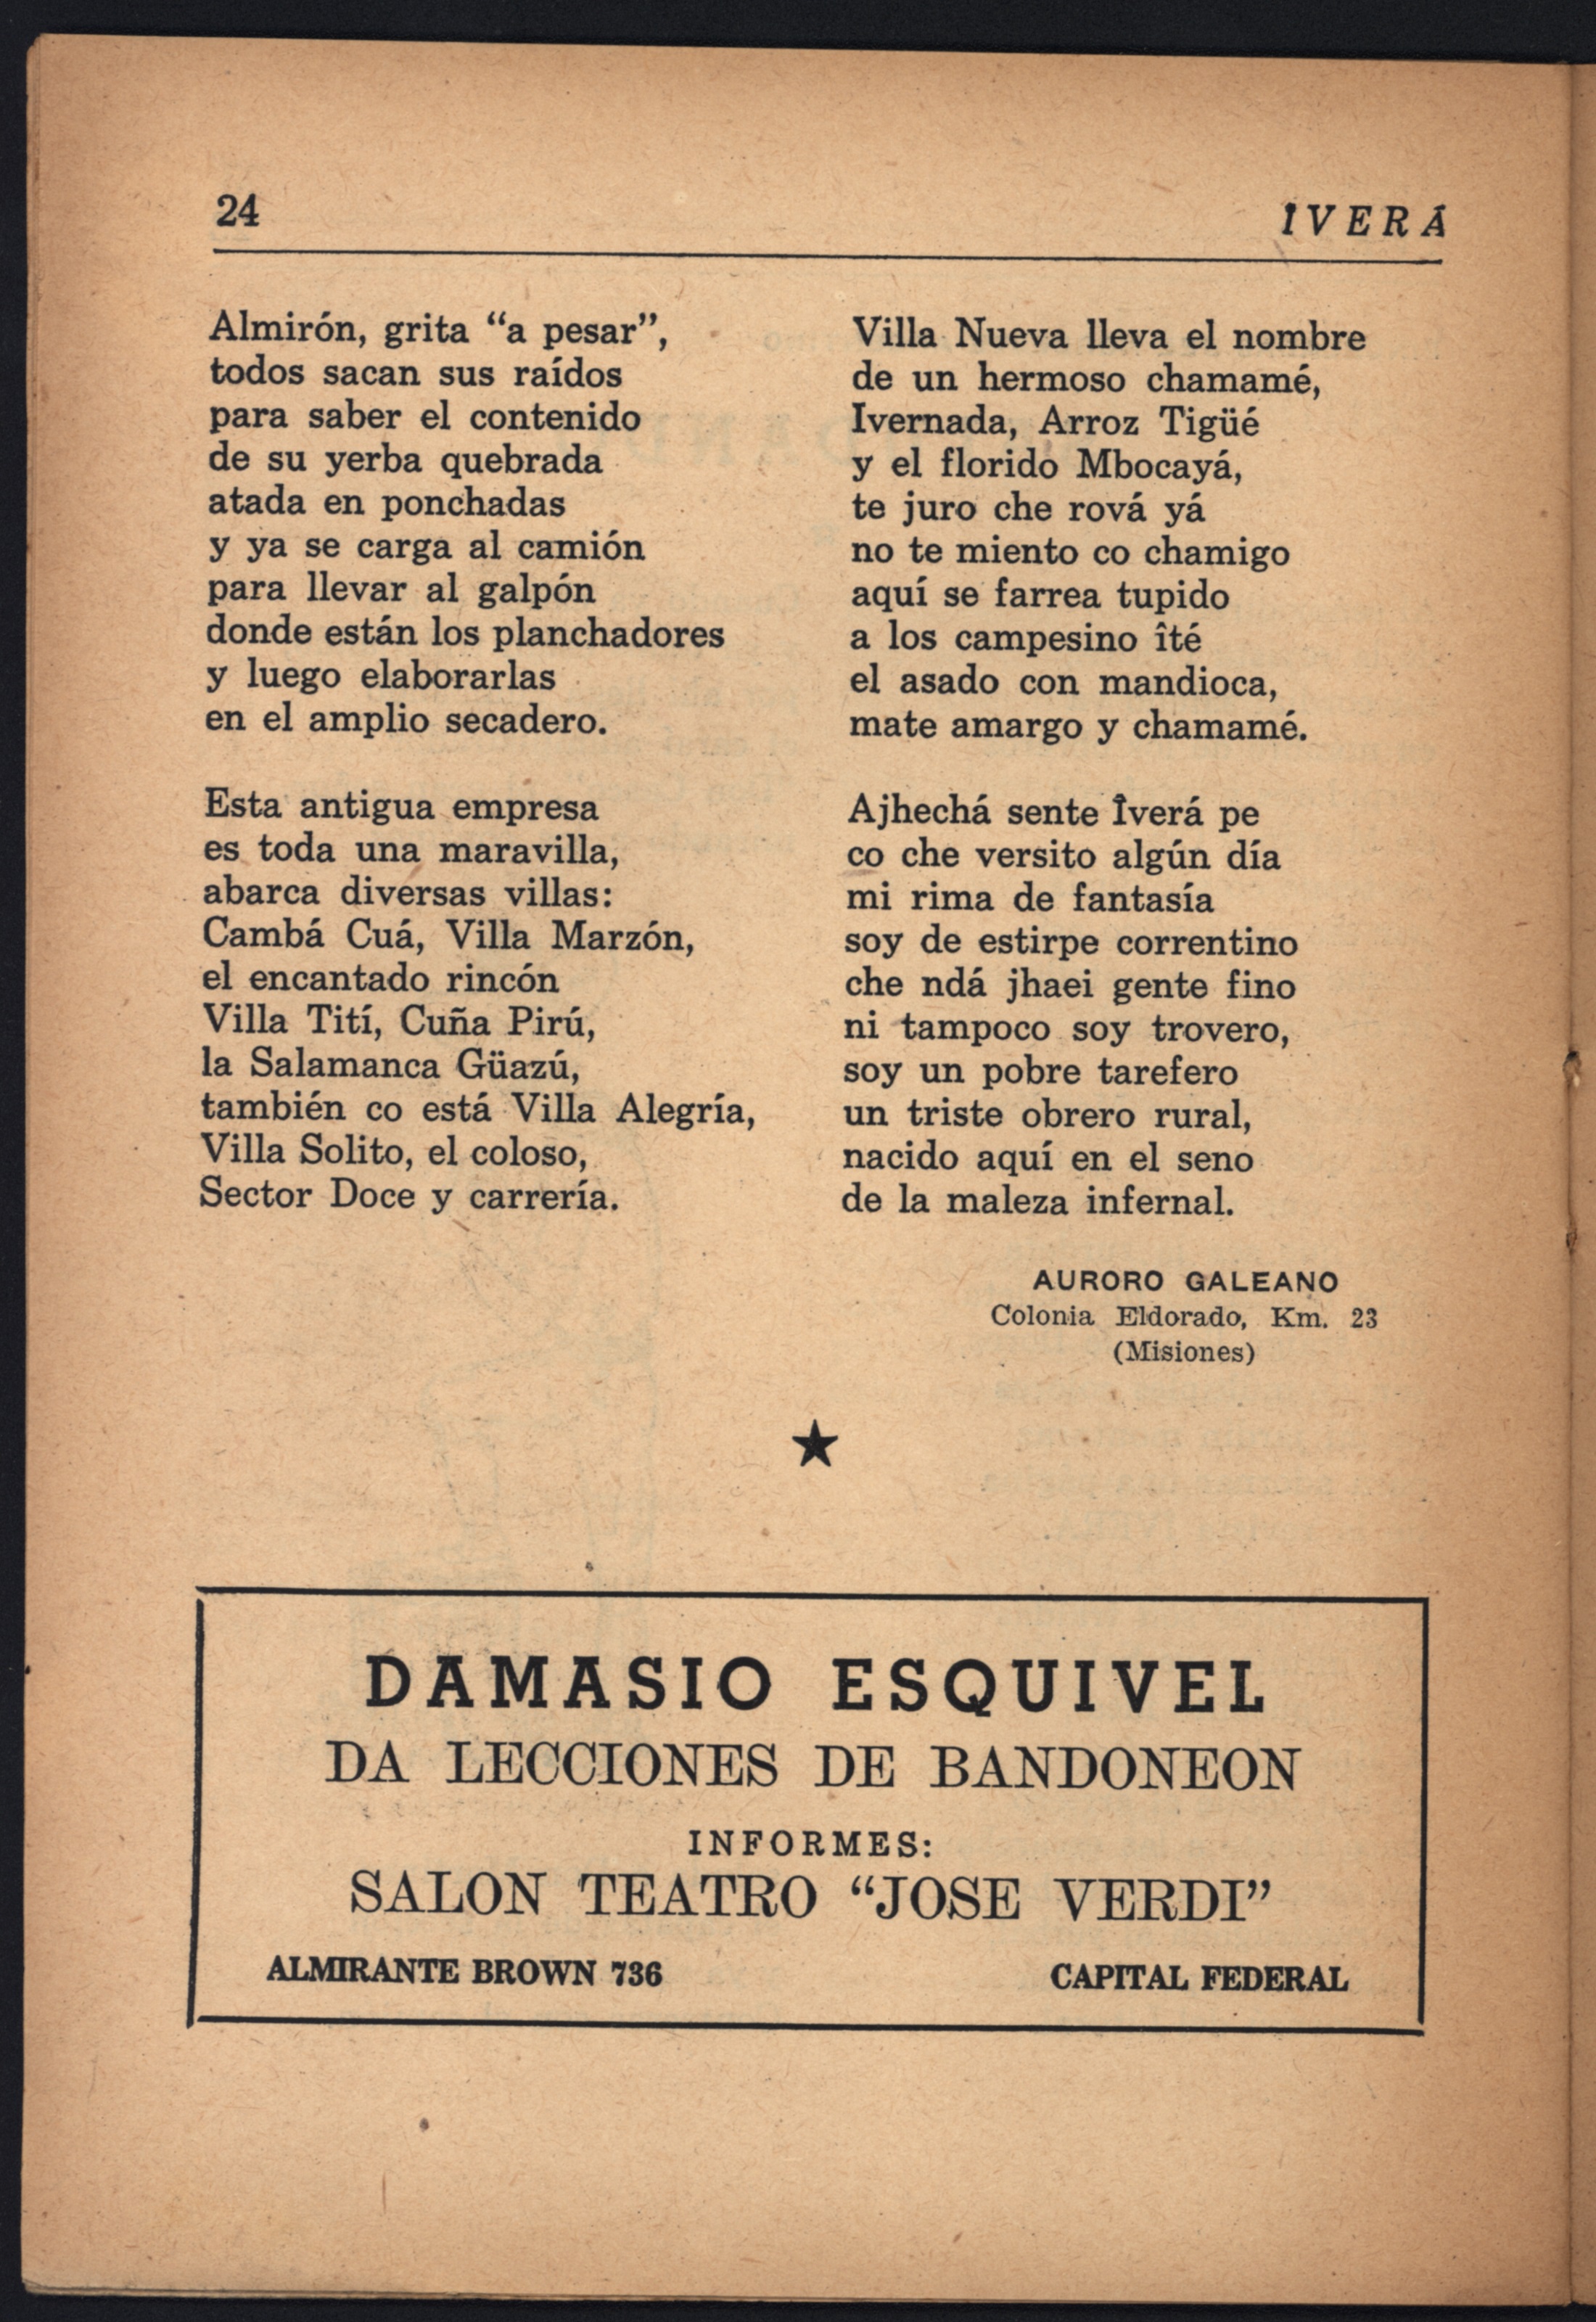 24
ÎVERÁ
Almirón, grita “a pesar”,
todos sacan sus raídos
para saber el contenido
de su yerba quebrada
atada en ponchadas
y ya se carga al camión
para llevar al galpón
donde están los planchadores
y luego elaborarlas
en el amplio secadero.
Esta antigua empresa
es toda una maravilla,
abarca diversas villas:
Cambá Cuá, Villa Marzón,
el encantado rincón
Villa Tití, Cuña Pirú,
la Salamanca Güazú,
también co está Villa Alegría,
Villa Solito, el coloso,
Sector Doce y carrería.
Villa Nueva lleva el nombre
de un hermoso chamamé,
Ivernada, Arroz Tigüé
y el florido Mbocayá,
te juro che rová yá
no te miento co chamigo
aquí se farrea tupido
a los campesino îté
el asado con mandioca,
mate amargo y chamamé.
Ajhechá sente Îverá pe
co che versito algún día
mi rima de fantasía
soy de estirpe correntino
che ndá jhaei gente fino
ni tampoco soy trovero,
soy un pobre tarefero
un triste obrero rural,
nacido aquí en el seno
de la maleza infernal.
AURORO GALEANO
Colonia Eldorado, Km. 23
(Misiones)
DAMASIO ESQUIVEL
DA LECCIONES DE BANDONEON
INFORMES:
SALON TEATRO “JOSE VERDI”
ALMIRANTE BROWN 736
CAPITAL FEDERAL